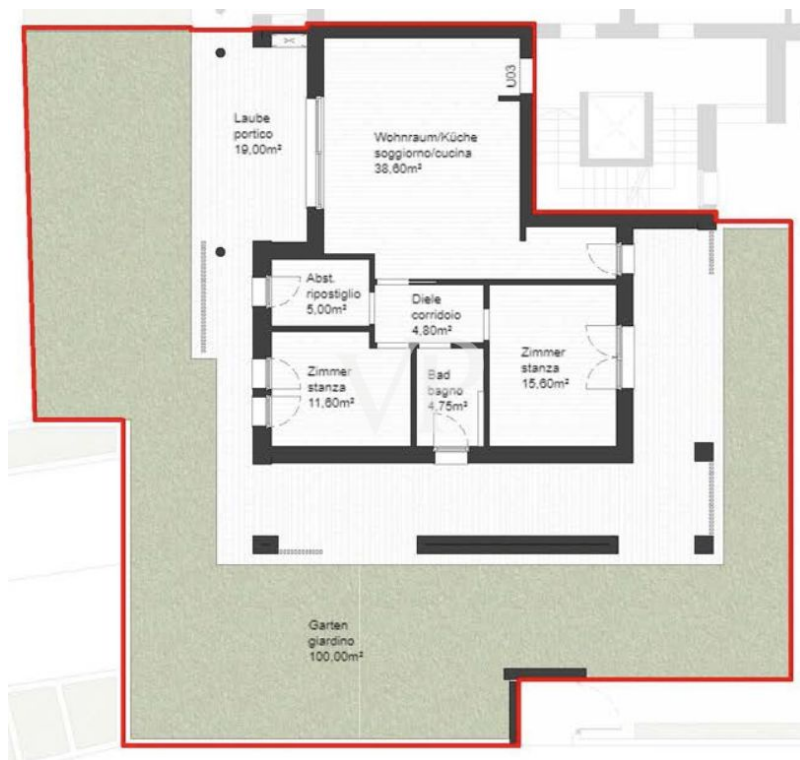 U03
Laube
portico
19,00m²
Wohnraum/Küche
soggiorno/cucina
38,60m²
Abst.
ripostiglio
5,00m²
Diele
corridoio
4,80m²
Zimmer
stanza
11,60m²
Bad
bagno
4,75m²
Zimmer
stanza
15,60m²
VP
Garten
giardino
100,00m²